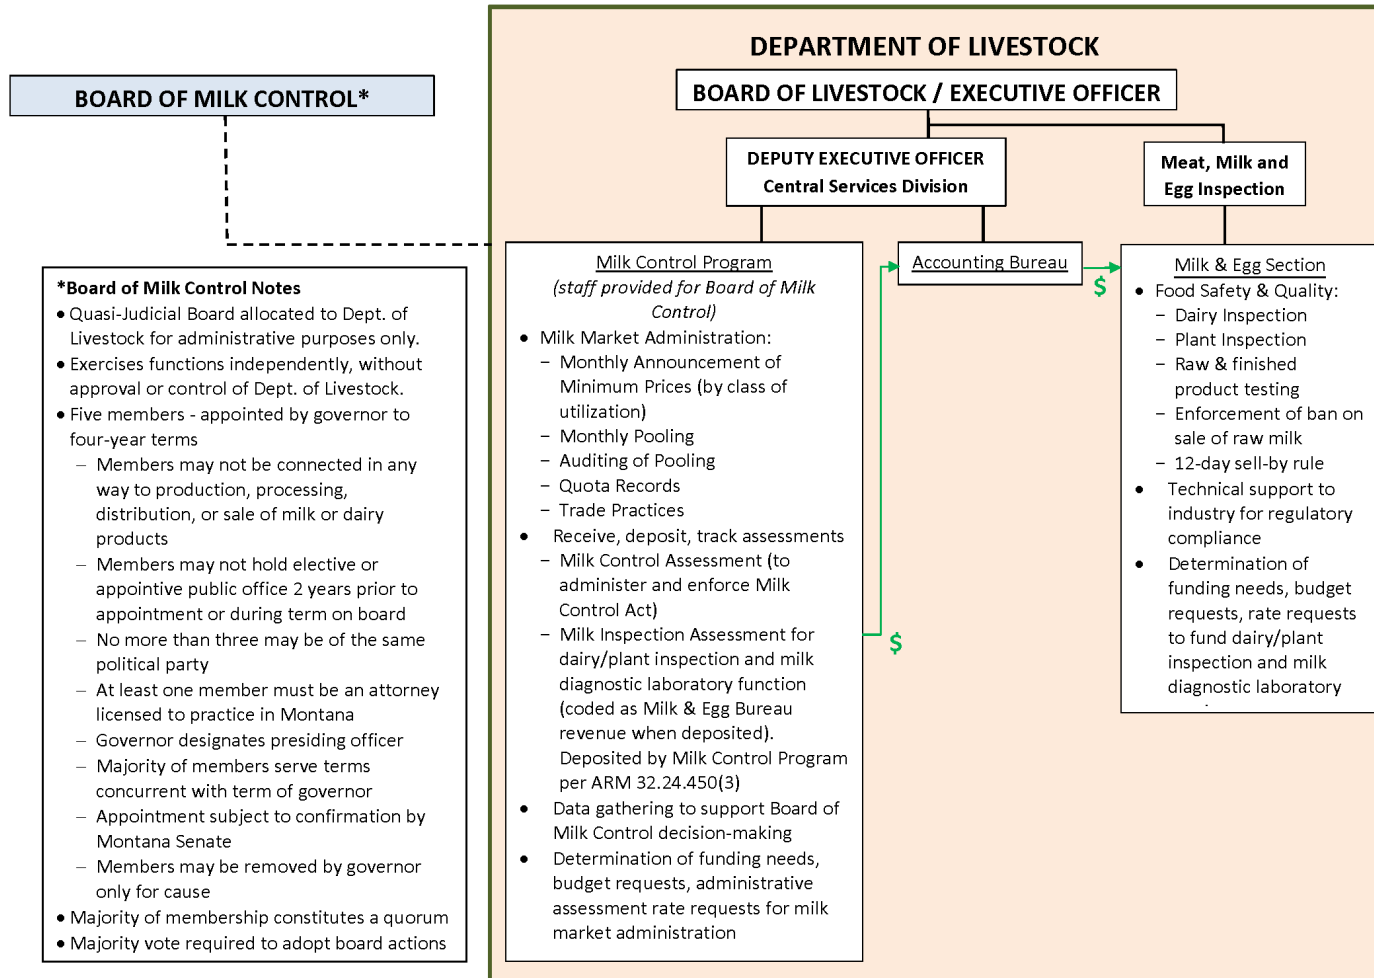 DEPARTMENT OF LIVESTOCK
BOARD OF MILK CONTROL*
BOARD OF LIVESTOCK / EXECUTIVE OFFICER
DEPUTY EXECUTIVE OFFICER
Central Services Division
Meat, Milk and
Egg Inspection
*Board of Milk Control Notes
• Quasi-Judicial Board allocated to Dept. of
Livestock for administrative purposes only.
• Exercises functions independently, without
approval or control of Dept. of Livestock.
• Five members - appointed by governor to
four-year terms
– Members may not be connected in any
way to production, processing,
distribution, or sale of milk or dairy
products
– Members may not hold elective or
appointive public office 2 years prior to
appointment or during term on board
– No more than three may be of the same
political party
– At least one member must be an attorney
licensed to practice in Montana
– Governor designates presiding officer
– Majority of members serve terms
concurrent with term of governor
– Appointment subject to confirmation by
Montana Senate
– Members may be removed by governor
only for cause
• Majority of membership constitutes a quorum
• Majority vote required to adopt board actions
Milk Control Program
(staff provided for Board of Milk
Control)
• Milk Market Administration:
– Monthly Announcement of
Minimum Prices (by class of
utilization)
– Monthly Pooling
– Auditing of Pooling
– Quota Records
– Trade Practices
• Receive, deposit, track assessments
– Milk Control Assessment (to
administer and enforce Milk
Control Act)
– Milk Inspection Assessment for
dairy/plant inspection and milk
diagnostic laboratory function
(coded as Milk & Egg Bureau
revenue when deposited).
Deposited by Milk Control Program
per ARM 32.24.450(3)
• Data gathering to support Board of
Milk Control decision-making
• Determination of funding needs,
budget requests, administrative
assessment rate requests for milk
market administration
$
Accounting Bureau
$
Milk & Egg Section
• Food Safety & Quality:
– Dairy Inspection
– Plant Inspection
– Raw & finished
product testing
– Enforcement of ban on
sale of raw milk
– 12-day sell-by rule
• Technical support to
industry for regulatory
compliance
• Determination of
funding needs, budget
requests, rate requests
to fund dairy/plant
inspection and milk
diagnostic laboratory